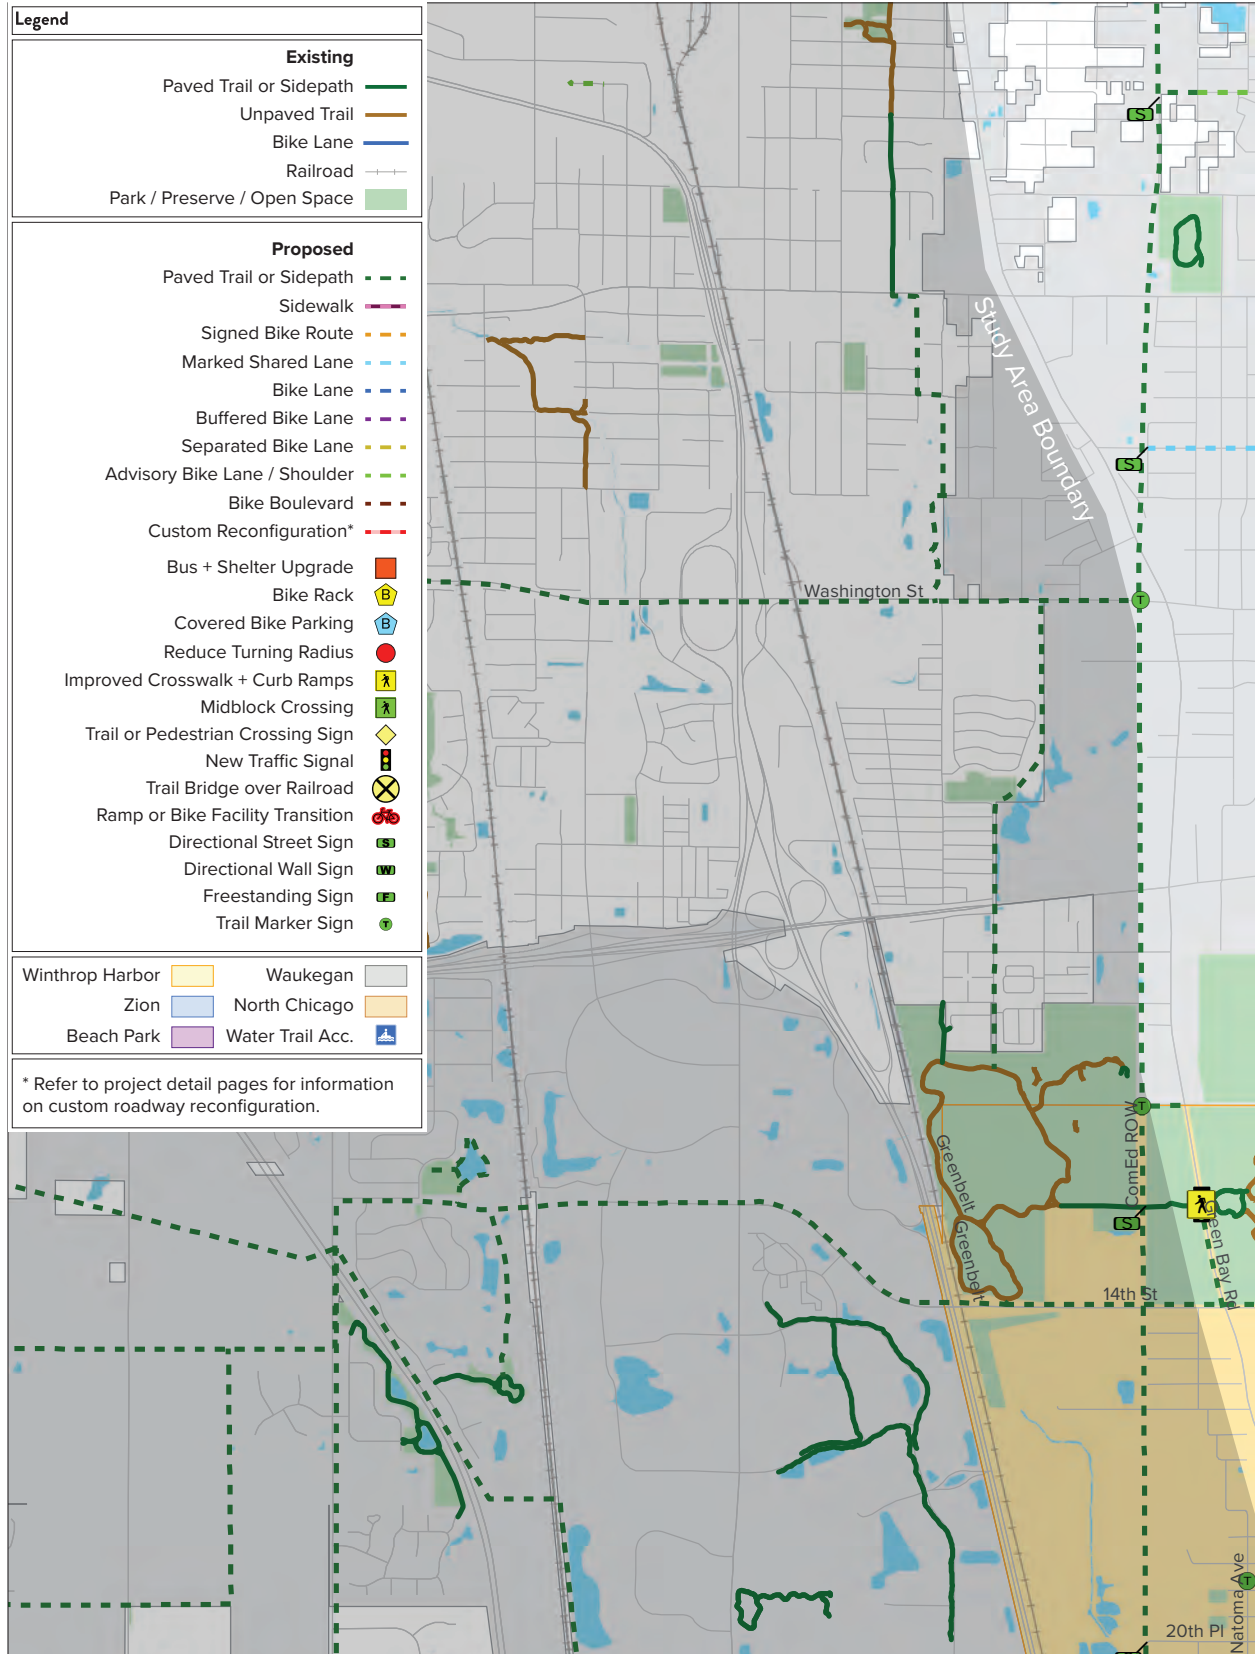 Legend
Existing
Paved Trail or Sidepath
Unpaved Trail
Bike Lane
Railroad
Park / Preserve / Open Space
Proposed
Paved Trail or Sidepath
Sidewalk
Signed Bike Route
Marked Shared Lane
Bike Lane
Buffered Bike Lane
Separated Bike Lane
Advisory Bike Lane / Shoulder
Bike Boulevard
Custom Reconfiguration*
Bus + Shelter Upgrade
Bike Rack B
Covered Bike Parking B
Reduce Turning Radius
Improved Crosswalk + Curb Ramps
Midblock Crossing
Trail or Pedestrian Crossing Sign
New Traffic Signal
Trail Bridge over Railroad
Ramp or Bike Facility Transition
Directional Street Sign S
Directional Wall Sign W
Freestanding Sign F
Trail Marker Sign T
Winthrop Harbor Waukegan
Zion North Chicago
Beach Park Water Trail Acc.
* Refer to project detail pages for information
on custom roadway reconfiguration.
S
Study Area Boundary
S
Washington St
T
T
ComEd ROW
Greenbelt
Greenbelt
S
Green Bay Rd
14th St
T
Natoma Ave
20th Pl